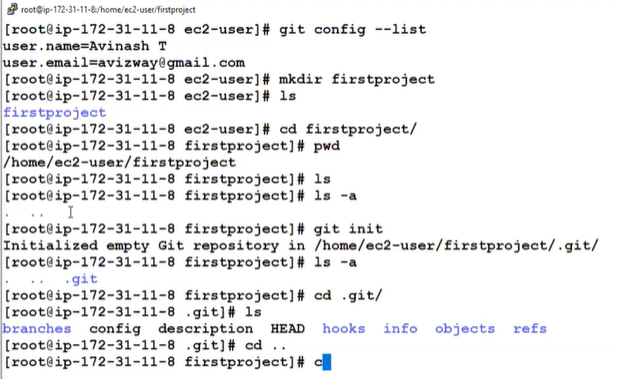 root@ip-172-31-11-8:/home/ec2-user/firstproject
[root@ip-172-31-11-8 ec2-user]# git config --list
user.name=Avinash T
user.email=avizway@gmail.com
[root@ip-172-31-11-8 ec2-user]# mkdir firstproject
[root@ip-172-31-11-8 ec2-user]# ls
firstproject
[root@ip-172-31-11-8 ec2-user]# cd firstproject/
[root@ip-172-31-11-8 firstproject]# pwd
/home/ec2-user/firstproject
[root@ip-172-31-11-8 firstproject]# ls
[root@ip-172-31-11-8 firstproject]# ls -a
. ..
[root@ip-172-31-11-8 firstproject]# git init
Initialized empty Git repository in /home/ec2-user/firstproject/.git/
[root@ip-172-31-11-8 firstproject]# ls -a
. .. .git
[root@ip-172-31-11-8 firstproject]# cd .git/
[root@ip-172-31-11-8 .git]# ls
branches config description HEAD hooks info objects refs
[root@ip-172-31-11-8 .git]# cd ..
[root@ip-172-31-11-8 firstproject]# c